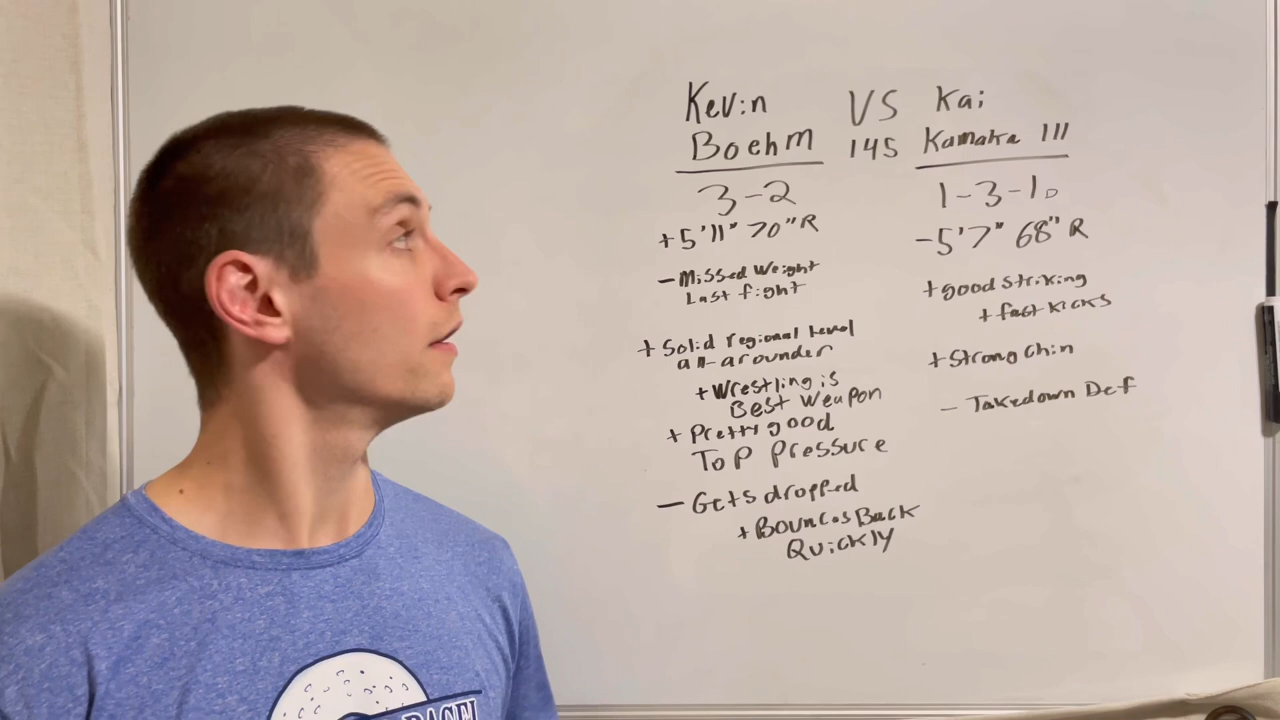 Kevin
Boehm
VS
145
Kai
Kamaka III
3-2
+5'11" 70"R
-Missed Weight
Last fight
+ Solid regional level
all-arounder
+Wrestling is
Best Weapon
+ Pretty good
Top Pressure
- Gets dropped
+ Bounces Back
Quickly
1-3-1D
-5'7" 68" R
+good striking
+ fast kicks
+Strong Chin
- Takedown Def